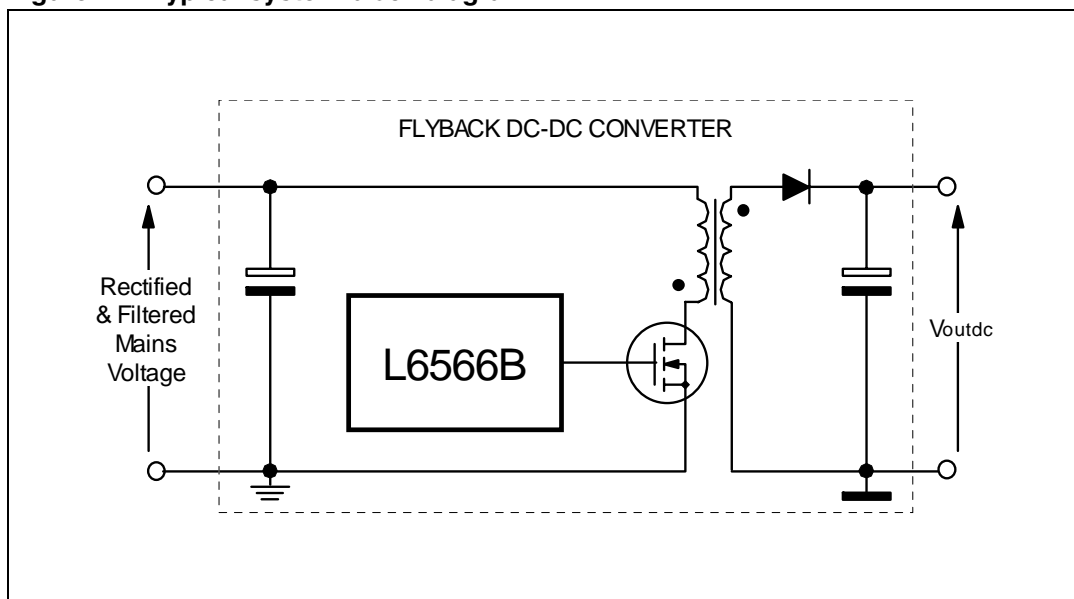 FLYBACK DC-DC CONVERTER
Rectified
& Filtered
Mains
Voltage
L6566B
Voutdc